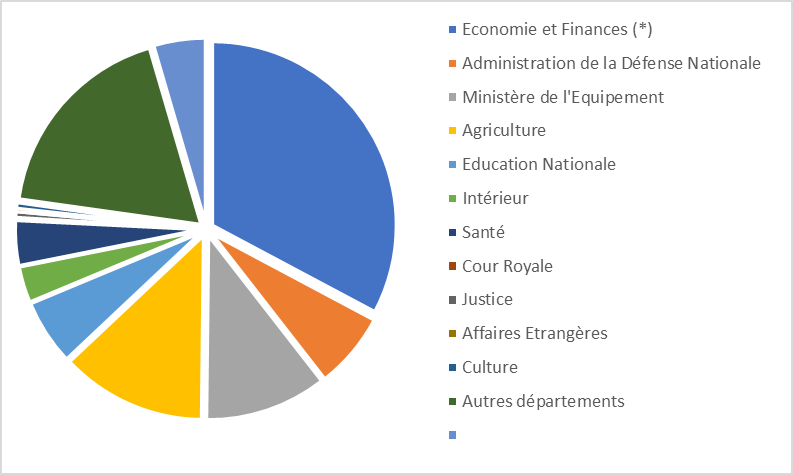 Economie et Finances (*)
Administration de la Défense Nationale
Ministère de l'Equipement
Agriculture
Education Nationale
Intérieur
Santé
Cour Royale
Justice
Affaires Etrangères
Culture
Autres départements